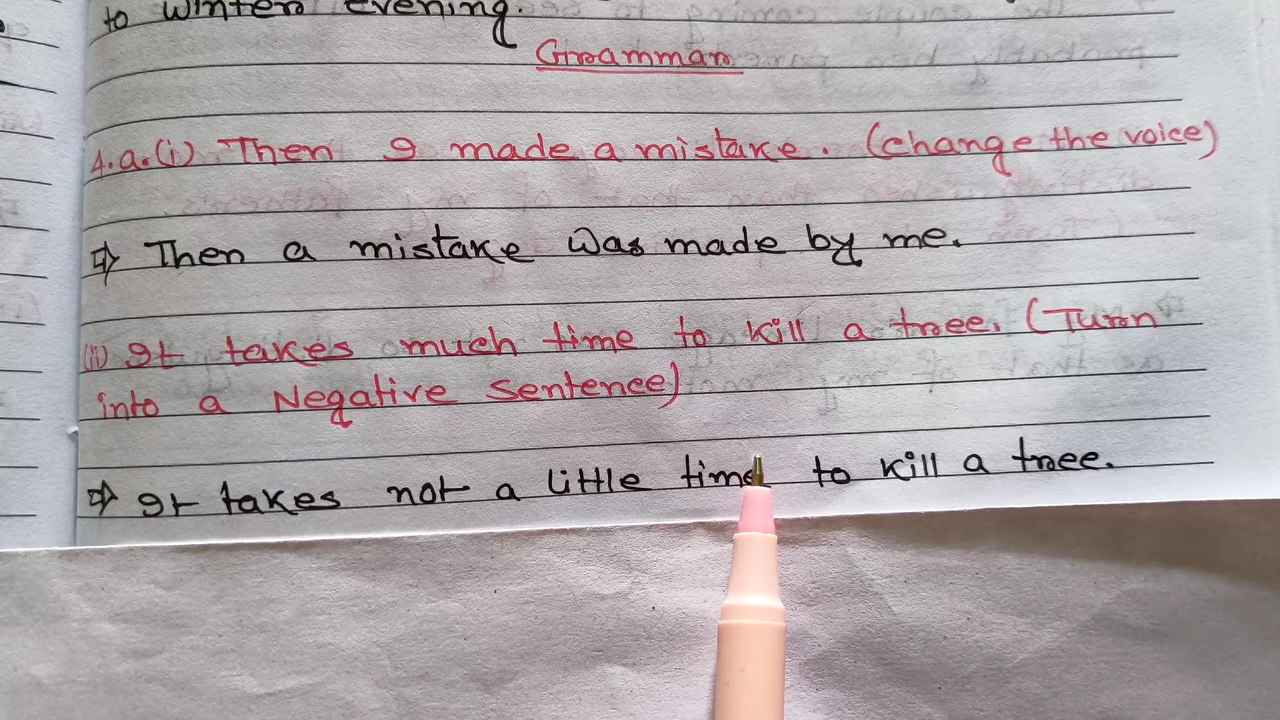 to winter evening.
Grammar
4.a.(i) Then I made a mistake. (change the voice)
⇒ Then a mistake was made by me.
(ii) It takes much time to kill a tree. (Turn
into a Negative sentence)
⇒ It takes not a little time to kill a tree.